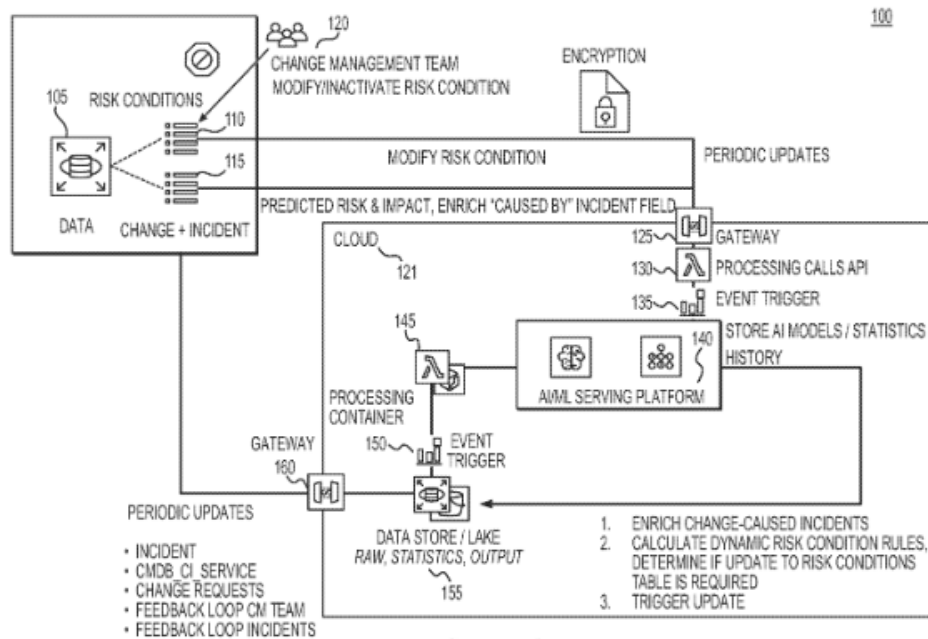 100
120
CHANGE MANAGEMENT TEAM
MODIFY/INACTIVATE RISK CONDITION
ENCRYPTION
105
RISK CONDITIONS
110
MODIFY RISK CONDITION
PERIODIC UPDATES
115
DATA
CHANGE + INCIDENT
PREDICTED RISK & IMPACT, ENRICH "CAUSED BY" INCIDENT FIELD
CLOUD
121
125
GATEWAY
130
PROCESSING CALLS API
135
EVENT TRIGGER
STORE AI MODELS / STATISTICS
HISTORY
140
AI/ML SERVING PLATFORM
145
PROCESSING
CONTAINER
150
EVENT
TRIGGER
GATEWAY
160
DATA STORE / LAKE
RAW, STATISTICS, OUTPUT
155
PERIODIC UPDATES
• INCIDENT
• CMDB_CI_SERVICE
• CHANGE REQUESTS
• FEEDBACK LOOP CM TEAM
• FEEDBACK LOOP INCIDENTS
1. ENRICH CHANGE-CAUSED INCIDENTS
2. CALCULATE DYNAMIC RISK CONDITION RULES,
DETERMINE IF UPDATE TO RISK CONDITIONS
TABLE IS REQUIRED
3. TRIGGER UPDATE